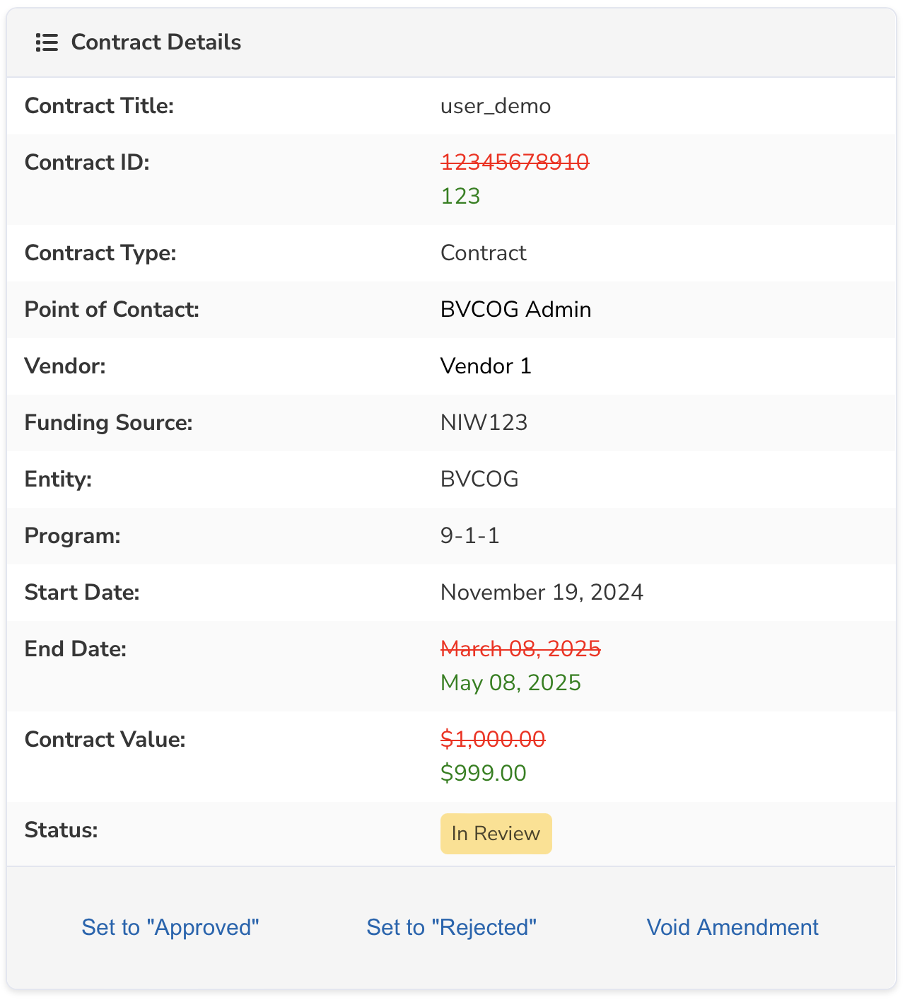 Contract Details
Contract Title: user_demo
Contract ID: 12345678910
123
Contract Type: Contract
Point of Contact: BVCOG Admin
Vendor: Vendor 1
Funding Source: NIW123
Entity: BVCOG
Program: 9-1-1
Start Date: November 19, 2024
End Date: March 08, 2025
May 08, 2025
Contract Value: $1,000.00
$999.00
Status: In Review
Set to "Approved" Set to "Rejected" Void Amendment